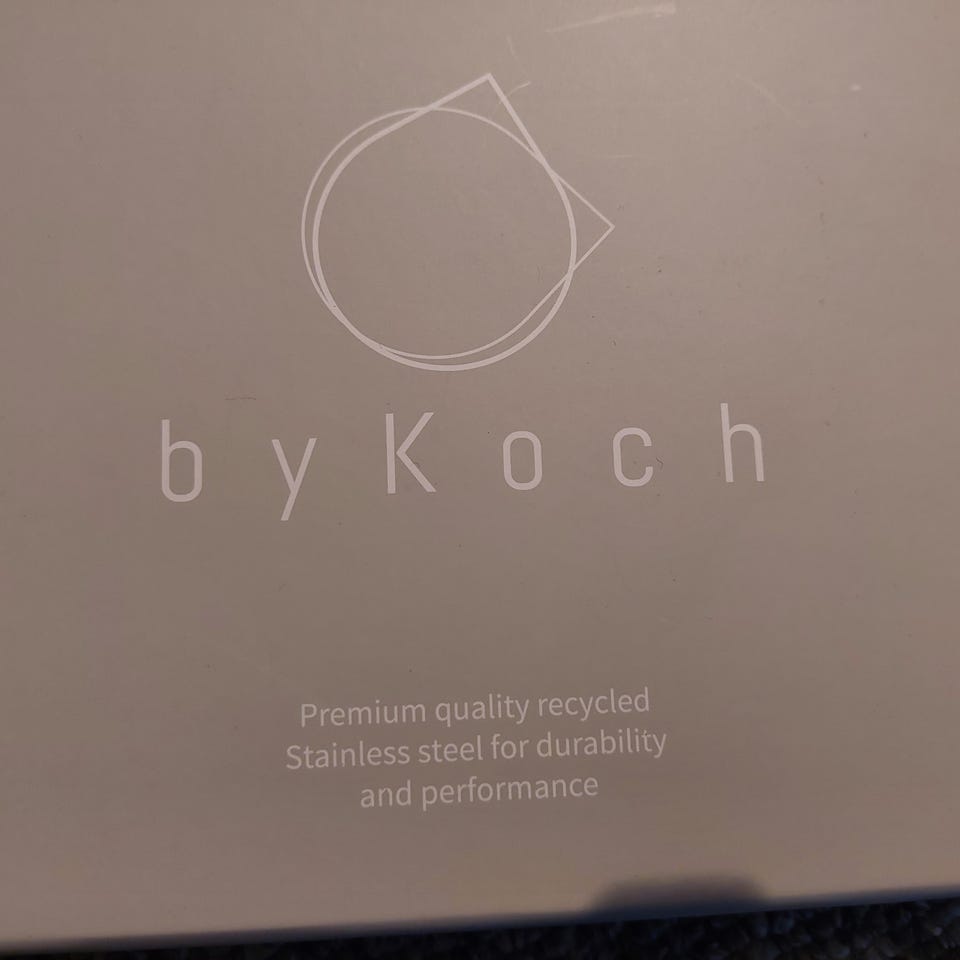 byKoch
Premium quality recycled
Stainless steel for durability
and performance